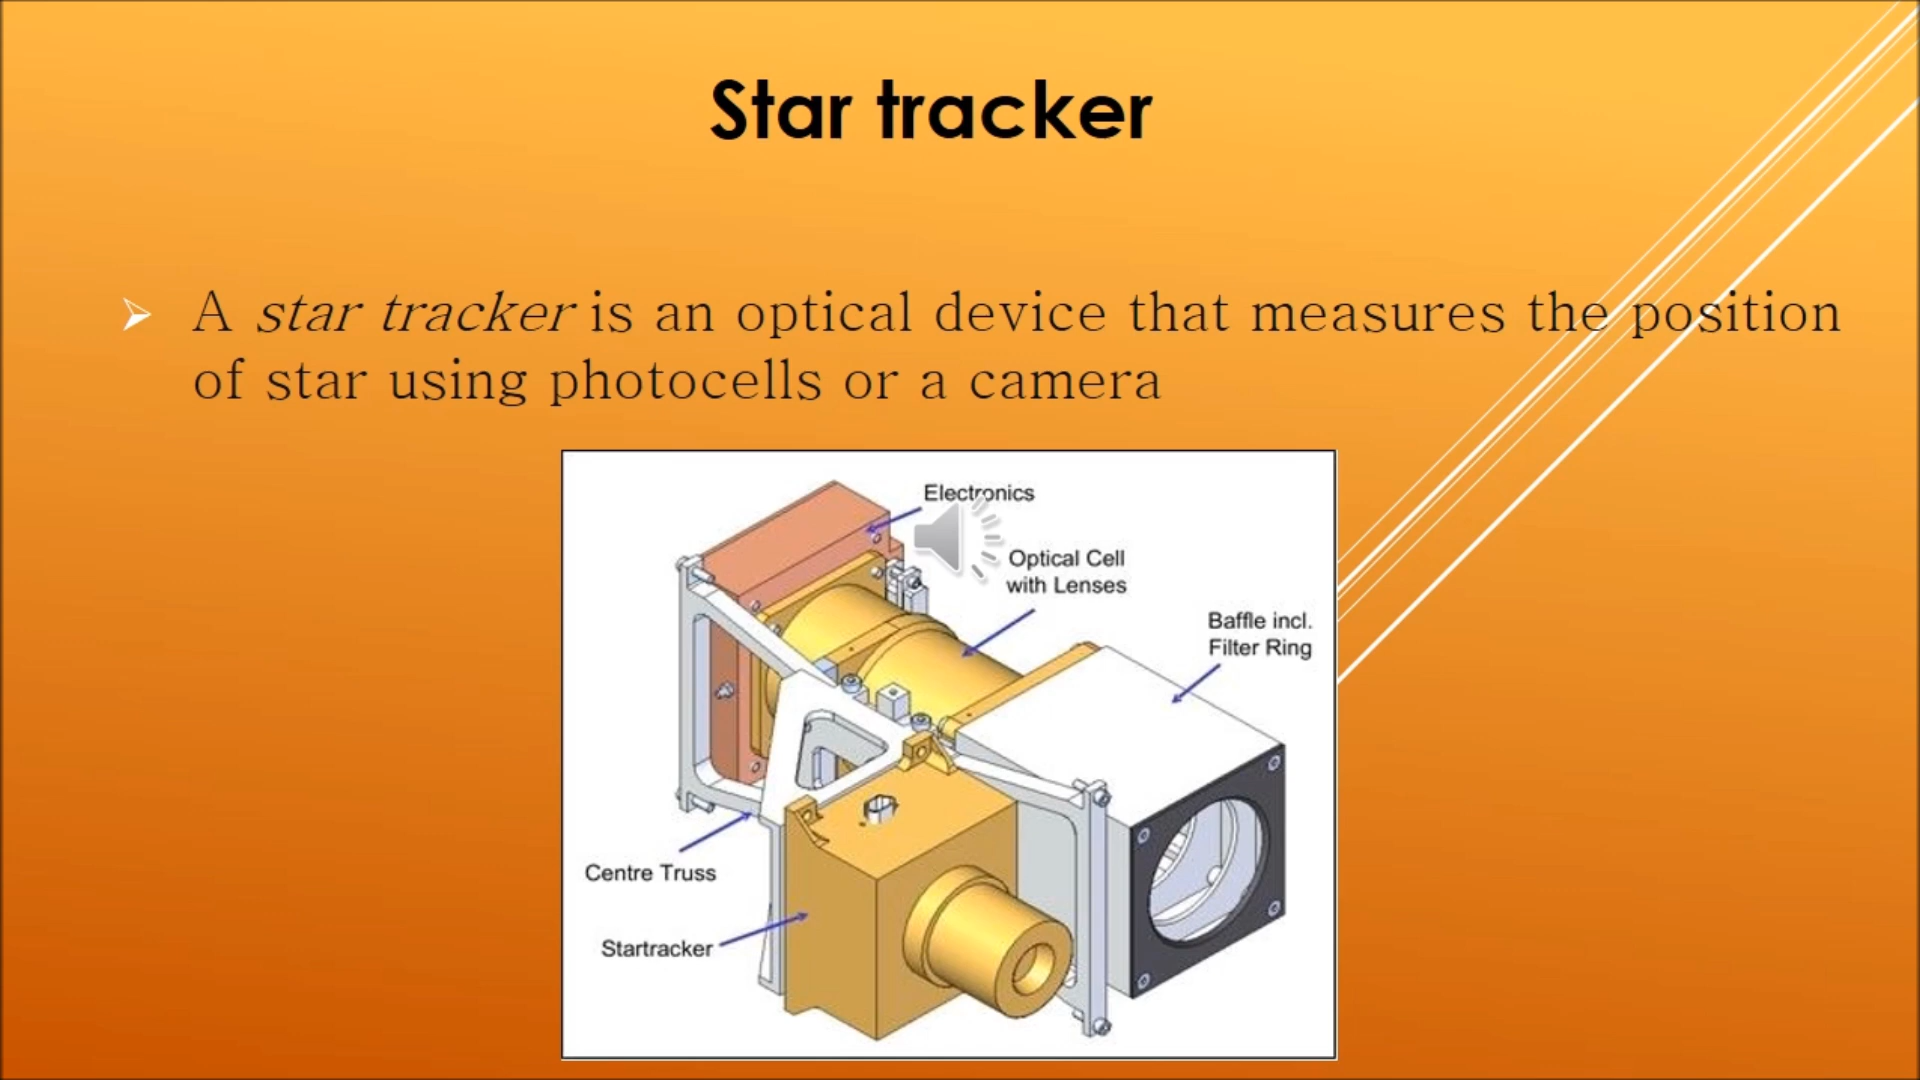 Star tracker
A star tracker is an optical device that measures the position
of star using photocells or a camera
Electronics
Optical Cell
with Lenses
Baffle incl.
Filter Ring
Centre Truss
Startracker